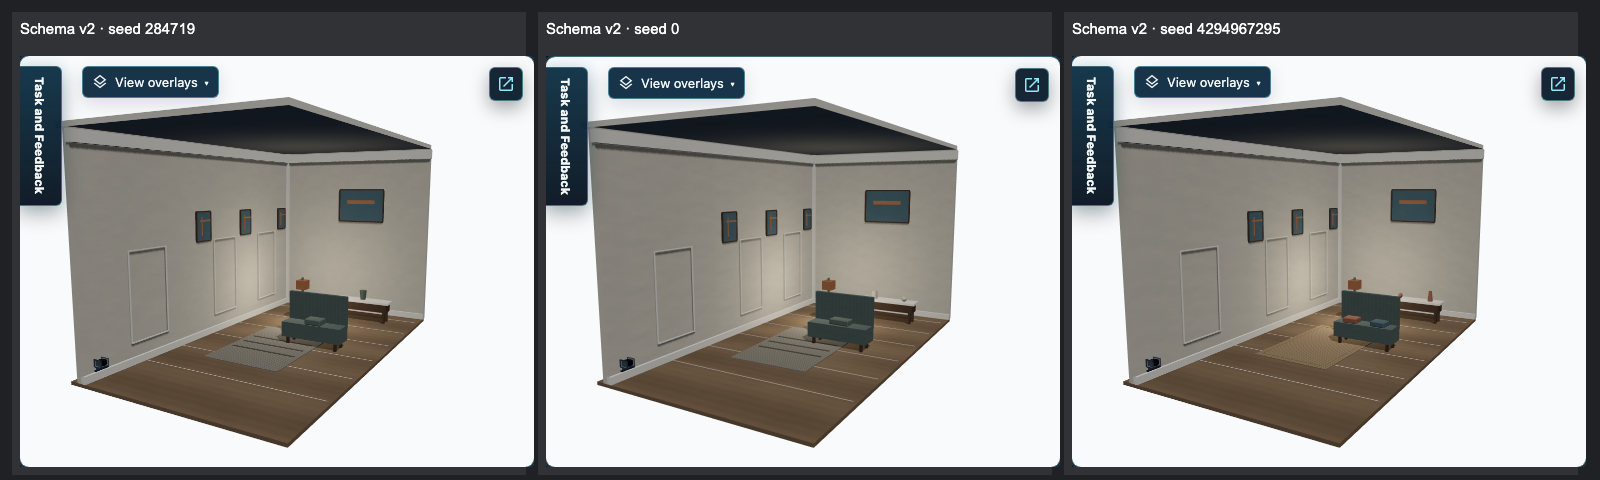 Schema v2 · seed 284719
View overlays
Task and Feedback
Schema v2 · seed 0
View overlays
Task and Feedback
Schema v2 · seed 4294967295
View overlays
Task and Feedback